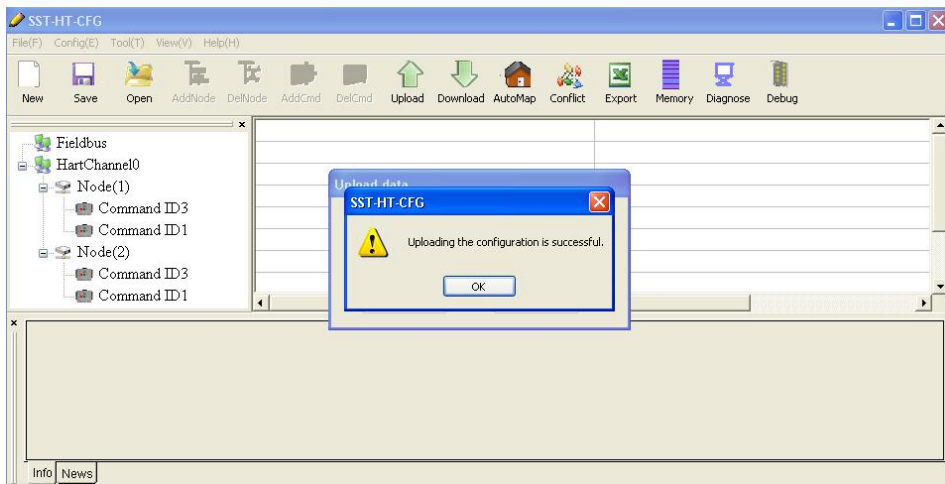 SST-HT-CFG
File(F) Config(E) Tool(T) View(V) Help(H)
New Save Open AddNode DelNode AddCmd DelCmd Upload Download AutoMap Conflict Export Memory Diagnose Debug
Fieldbus
HartChannel0
Node(1)
Command ID3
Command ID1
Node(2)
Command ID3
Command ID1
Upload data
SST-HT-CFG
Uploading the configuration is successful.
OK
Info News